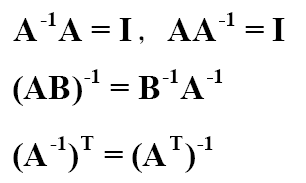 A⁻¹A = I , AA⁻¹ = I
(AB)⁻¹ = B⁻¹A⁻¹
(A⁻¹)ᵀ = (Aᵀ)⁻¹